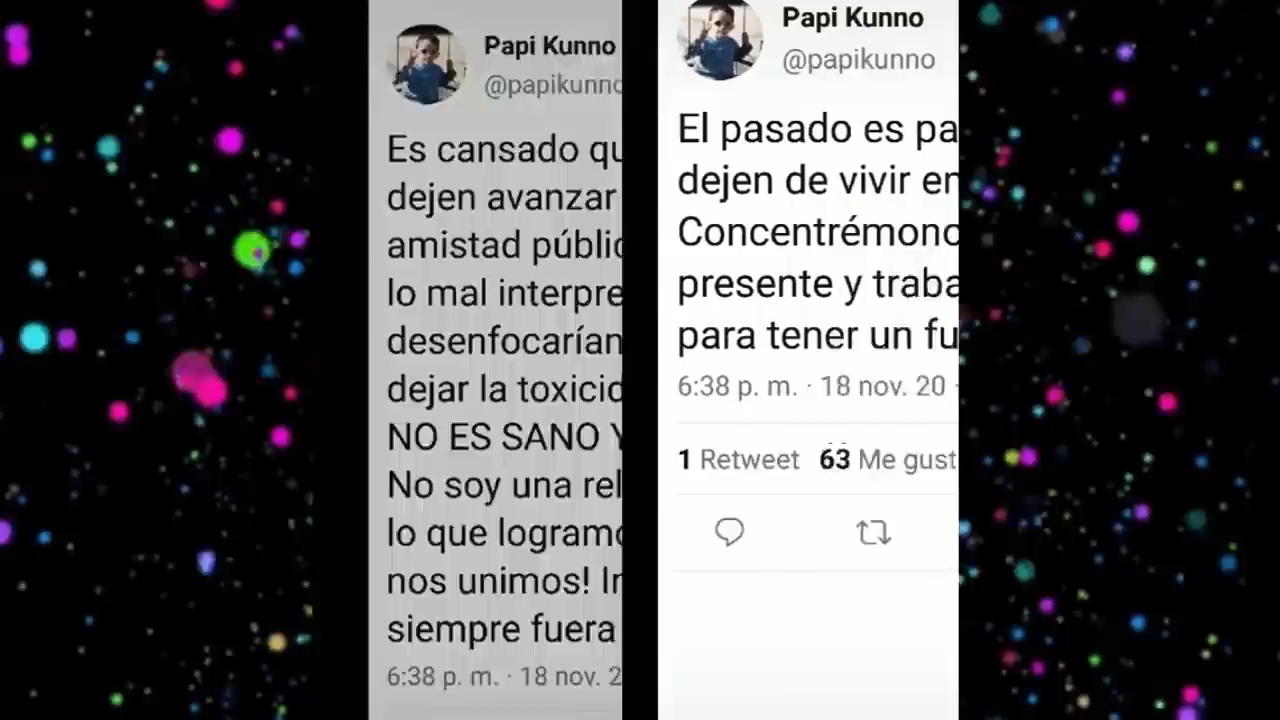 Papi Kunno
@papikunno
Es cansado qu
dejen avanzar
amistad públic
lo mal interpre
desenfocarían
dejar la toxicid
NO ES SANO Y
No soy una rel
lo que logramo
nos unimos! In
siempre fuera
6:38 p. m. · 18 nov. 2
Papi Kunno
@papikunno
El pasado es pa
dejen de vivir en
Concentrémono
presente y traba
para tener un fu
6:38 p. m. · 18 nov. 20 ·
1 Retweet 63 Me gust